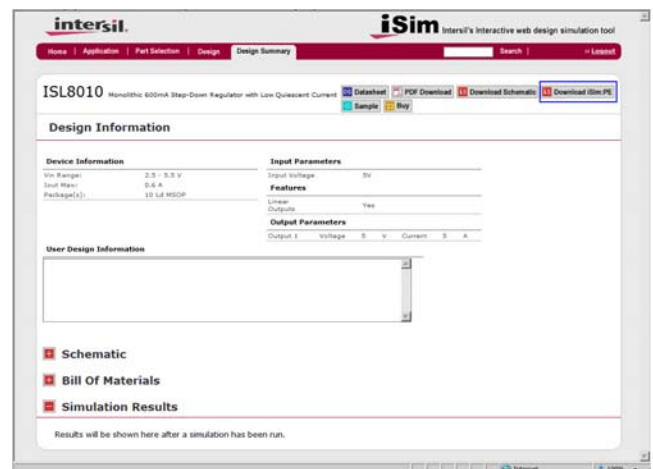 intersil.
iSim Intersil's Interactive web design simulation tool
Home | Application | Part Selection | Design Design Summary Search | Logout
ISL8010 Monolithic 600mA Step-Down Regulator with Low Quiescent Current Datasheet PDF Download Download Schematic Download iSim:PE
Sample Buy
Design Information
Device Information
Vin Range: 2.5 - 5.5 V
Iout Max: 0.6 A
Package(s): 10 Ld MSOP
Input Parameters
Input Voltage 5V
Features
Linear Outputs Yes
Output Parameters
Output 1 Voltage 5 V Current 5 A
User Design Information
Schematic
Bill Of Materials
Simulation Results
Results will be shown here after a simulation has been run.
Internet